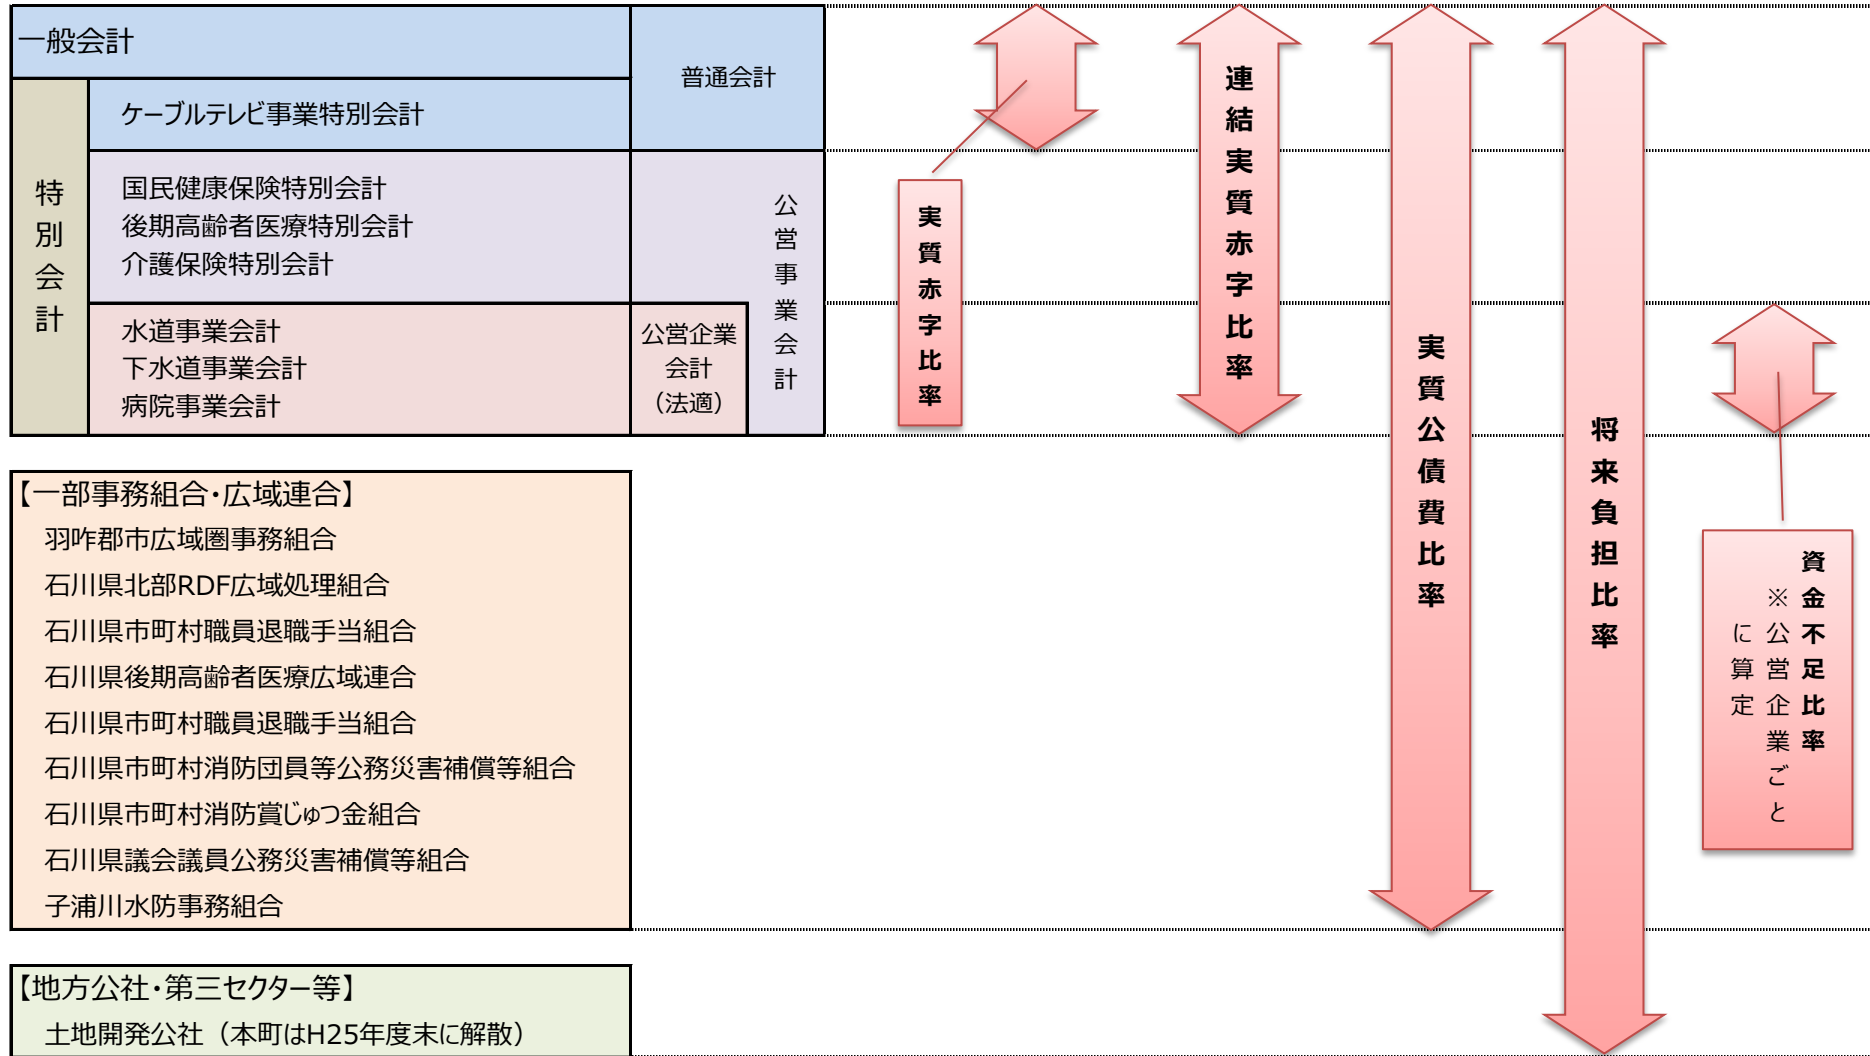 一般会計
普通会計
ケーブルテレビ事業特別会計
特別会計
国民健康保険特別会計
後期高齢者医療特別会計
介護保険特別会計
公営事業会計
水道事業会計
下水道事業会計
病院事業会計
公営企業
会計
（法適）
実質赤字比率
連結実質赤字比率
実質公債費比率
将来負担比率
資金不足比率
※公営企業ごと
に算定
【一部事務組合・広域連合】
羽咋郡市広域圏事務組合
石川県北部RDF広域処理組合
石川県市町村職員退職手当組合
石川県後期高齢者医療広域連合
石川県市町村職員退職手当組合
石川県市町村消防団員等公務災害補償等組合
石川県市町村消防賞じゅつ金組合
石川県議会議員公務災害補償等組合
子浦川水防事務組合
【地方公社・第三セクター等】
土地開発公社（本町はH25年度末に解散）